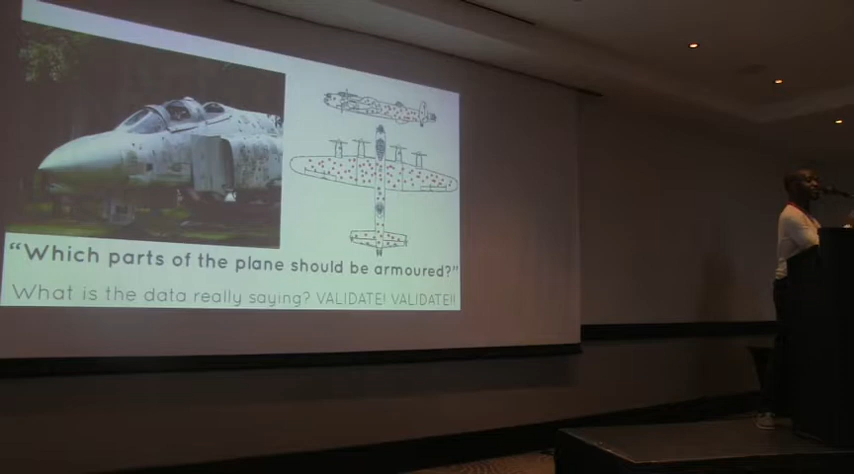 “Which parts of the plane should be armoured?”
What is the data really saying? VALIDATE! VALIDATE!!